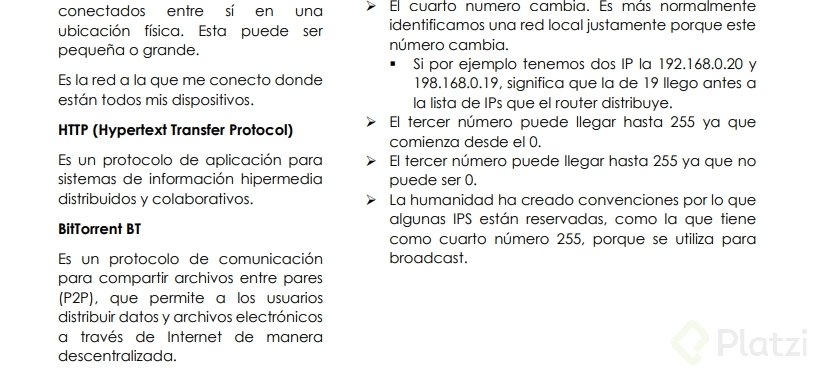 conectados entre sí en una
ubicación física. Esta puede ser
pequeña o grande.
Es la red a la que me conecto donde
están todos mis dispositivos.
HTTP (Hypertext Transfer Protocol)
Es un protocolo de aplicación para
sistemas de información hipermedia
distribuidos y colaborativos.
BitTorrent BT
Es un protocolo de comunicación
para compartir archivos entre pares
(P2P), que permite a los usuarios
distribuir datos y archivos electrónicos
a través de Internet de manera
descentralizada.
➢ El cuarto numero cambia. Es más normalmente
identificamos una red local justamente porque este
número cambia.
▪ Si por ejemplo tenemos dos IP la 192.168.0.20 y
198.168.0.19, significa que la de 19 llego antes a
la lista de IPs que el router distribuye.
➢ El tercer número puede llegar hasta 255 ya que
comienza desde el 0.
➢ El tercer número puede llegar hasta 255 ya que no
puede ser 0.
➢ La humanidad ha creado convenciones por lo que
algunas IPS están reservadas, como la que tiene
como cuarto número 255, porque se utiliza para
broadcast.
Platzi